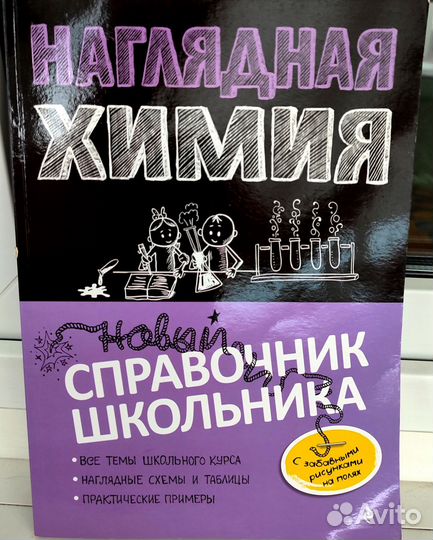 НАГЛЯДНАЯ
ХИМИЯ
Новый
СПРАВОЧНИК
ШКОЛЬНИКА
• ВСЕ ТЕМЫ ШКОЛЬНОГО КУРСА
• НАГЛЯДНЫЕ СХЕМЫ И ТАБЛИЦЫ
• ПРАКТИЧЕСКИЕ ПРИМЕРЫ
С забавными
рисунками
на полях
Avito